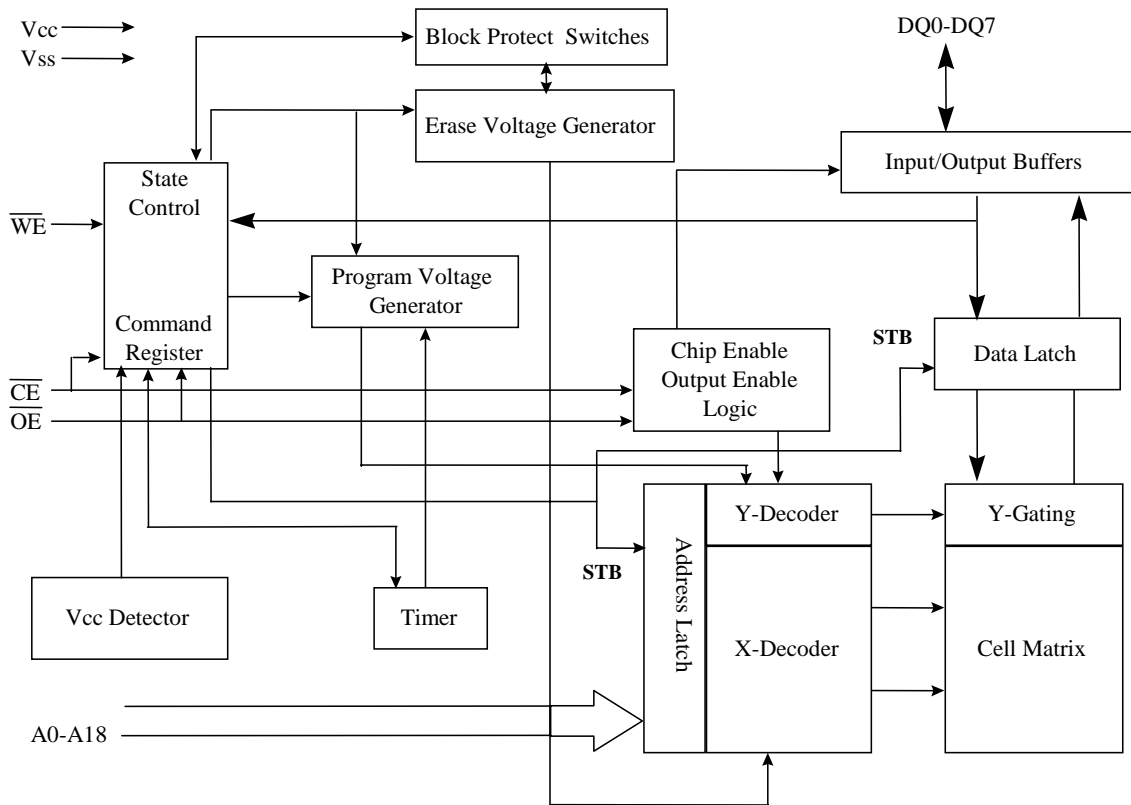 Vcc
Vss
Block Protect Switches
DQ0-DQ7
Erase Voltage Generator
Input/Output Buffers
State
Control
WE
Program Voltage
Generator
Command
Register
STB
Chip Enable
Output Enable
Logic
Data Latch
CE
OE
Y-Decoder
Y-Gating
STB
Address Latch
Vcc Detector
Timer
X-Decoder
Cell Matrix
A0-A18